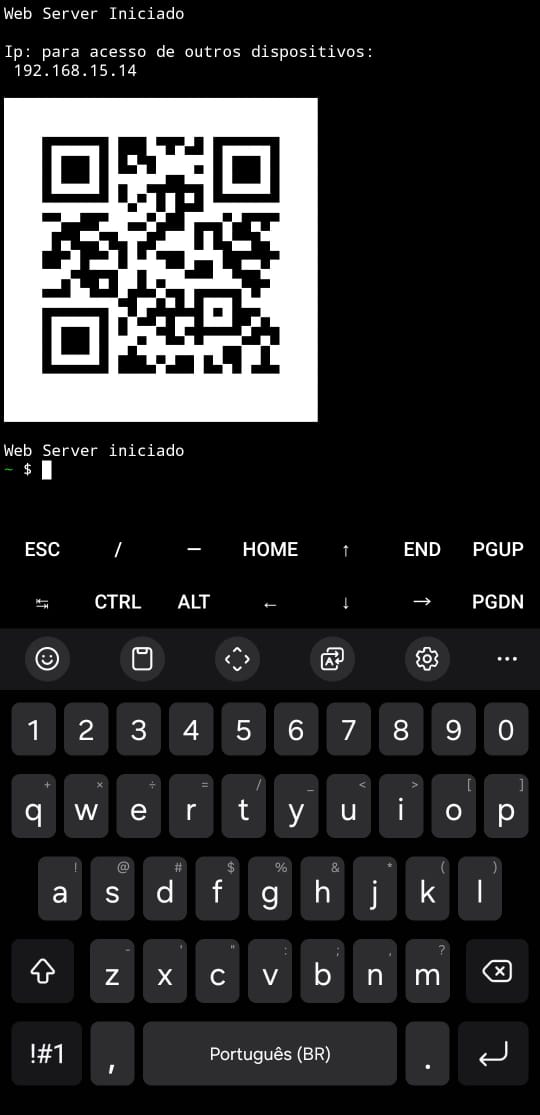 Web Server Iniciado
Ip: para acesso de outros dispositivos:
192.168.15.14
Web Server iniciado
~ $
ESC / — HOME ↑ END PGUP
↹ CTRL ALT ← ↓ → PGDN
1 2 3 4 5 6 7 8 9 0
+ × ÷ = / _ < > [ ]
q w e r t y u i o p
! @ # $ % & * ( )
a s d f g h j k l
- ' " : ; , ?
z x c v b n m
!#1 , Português (BR) .